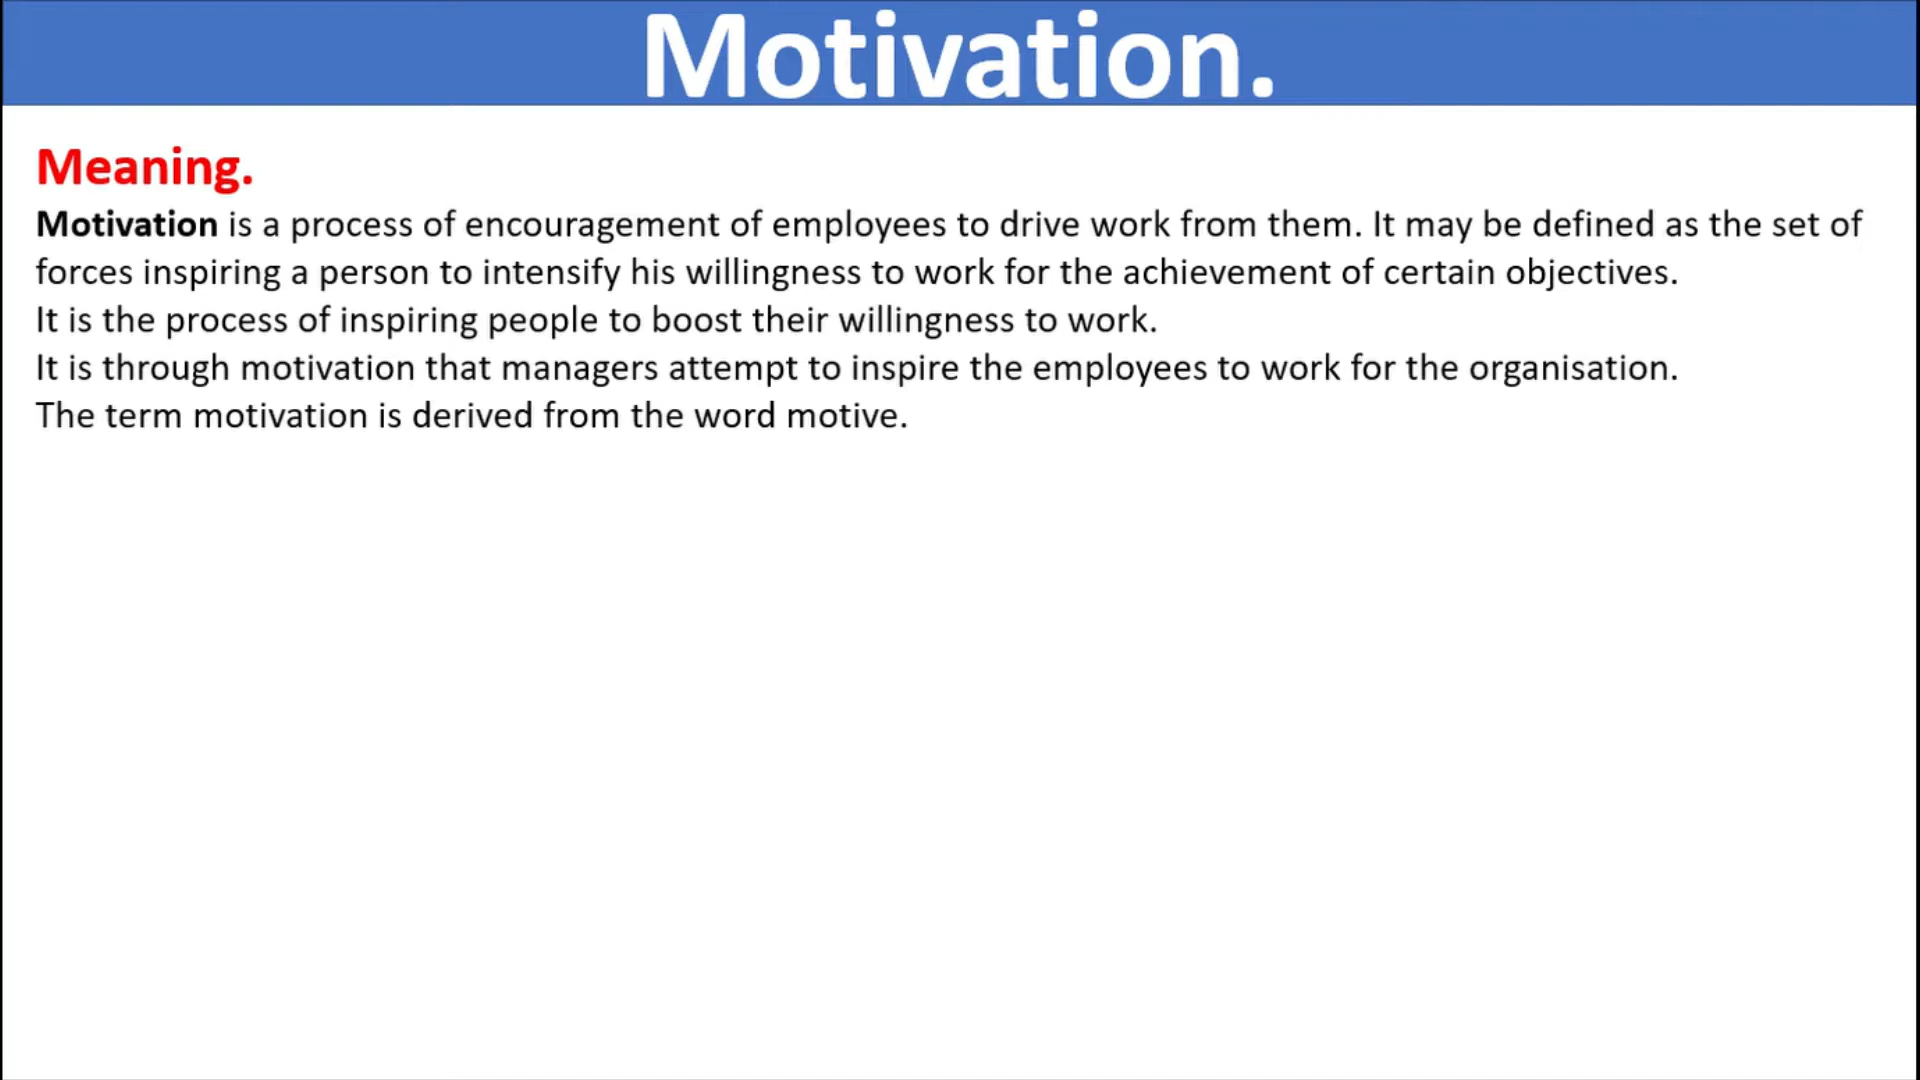 Motivation.
Meaning.
Motivation is a process of encouragement of employees to drive work from them. It may be defined as the set of
forces inspiring a person to intensify his willingness to work for the achievement of certain objectives.
It is the process of inspiring people to boost their willingness to work.
It is through motivation that managers attempt to inspire the employees to work for the organisation.
The term motivation is derived from the word motive.